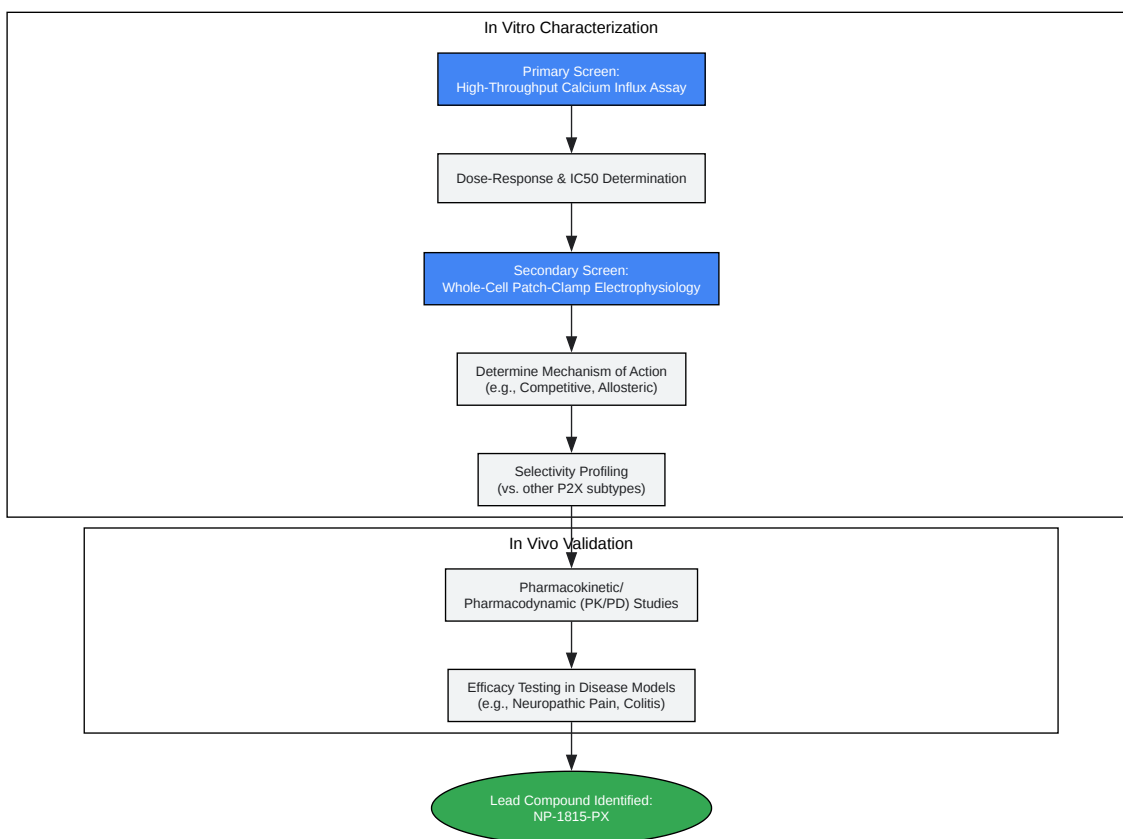 In Vitro Characterization
Primary Screen:
High-Throughput Calcium Influx Assay
Dose-Response & IC50 Determination
Secondary Screen:
Whole-Cell Patch-Clamp Electrophysiology
Determine Mechanism of Action
(e.g., Competitive, Allosteric)
Selectivity Profiling
(vs. other P2X subtypes)
In Vivo Validation
Pharmacokinetic/
Pharmacodynamic (PK/PD) Studies
Efficacy Testing in Disease Models
(e.g., Neuropathic Pain, Colitis)
Lead Compound Identified:
NP-1815-PX